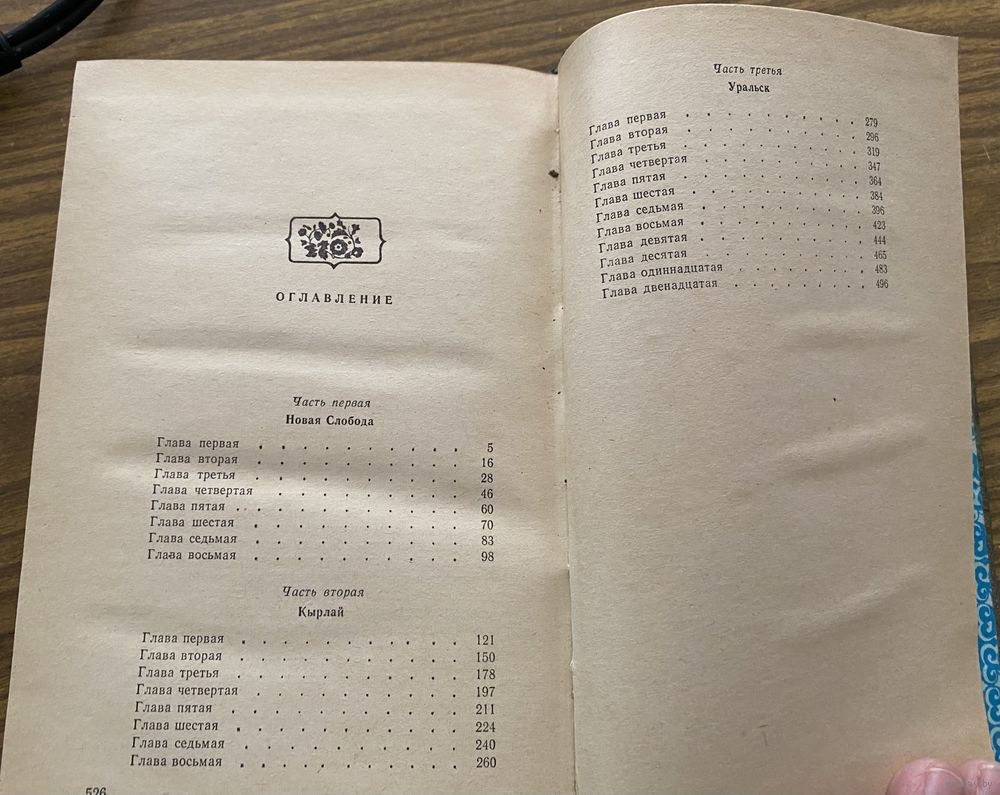 ОГЛАВЛЕНИЕ
Часть первая
Новая Слобода
Глава первая . . . . . . . . . . 5
Глава вторая . . . . . . . . . . 16
Глава третья . . . . . . . . . . 28
Глава четвертая . . . . . . . . . 46
Глава пятая . . . . . . . . . . 60
Глава шестая . . . . . . . . . . 70
Глава седьмая . . . . . . . . . . 83
Глава восьмая . . . . . . . . . . 98
Часть вторая
Кырлай
Глава первая . . . . . . . . . . 121
Глава вторая . . . . . . . . . . 150
Глава третья . . . . . . . . . . 178
Глава четвертая . . . . . . . . . 197
Глава пятая . . . . . . . . . . 211
Глава шестая . . . . . . . . . . 224
Глава седьмая . . . . . . . . . . 240
Глава восьмая . . . . . . . . . . 260
526
Часть третья
Уральск
Глава первая . . . . . . . . . 279
Глава вторая . . . . . . . . . 296
Глава третья . . . . . . . . . 319
Глава четвертая . . . . . . . . 347
Глава пятая . . . . . . . . . 364
Глава шестая . . . . . . . . . 384
Глава седьмая . . . . . . . . . 396
Глава восьмая . . . . . . . . . 423
Глава девятая . . . . . . . . . 444
Глава десятая . . . . . . . . . 465
Глава одиннадцатая . . . . . . . 483
Глава двенадцатая . . . . . . . 496